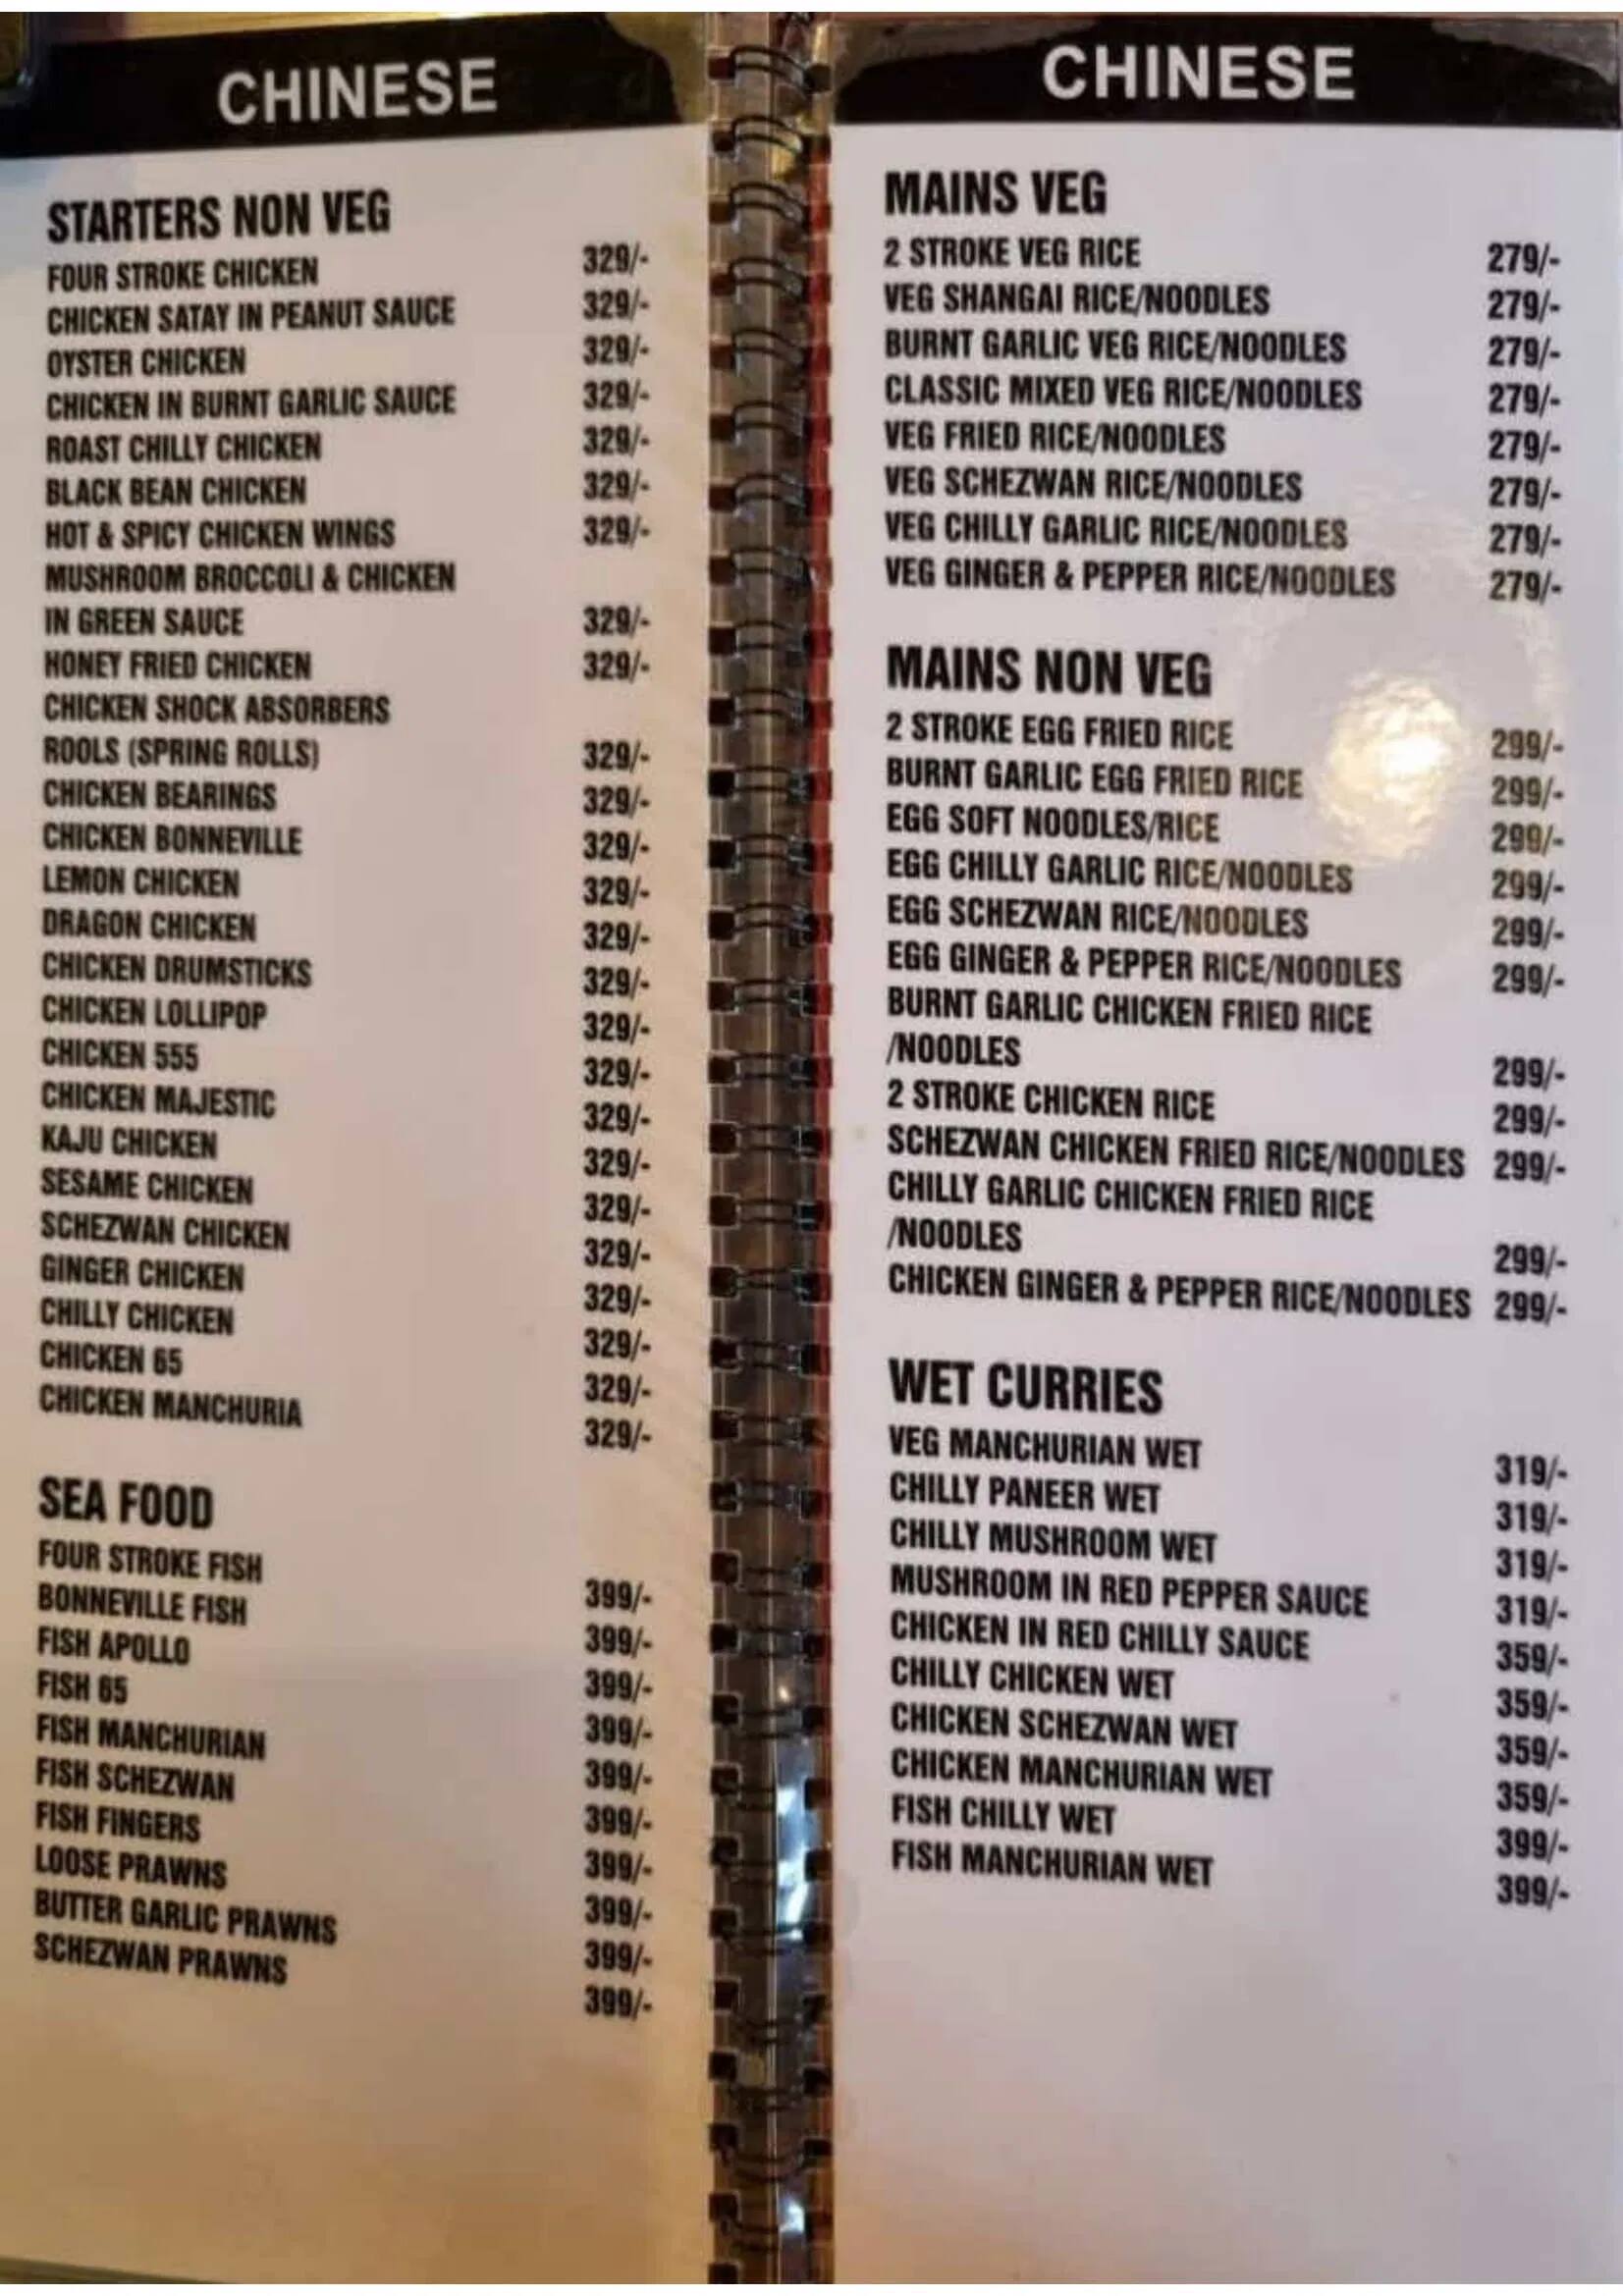 CHINESE
STARTERS NON VEG
FOUR STROKE CHICKEN 329/-
CHICKEN SATAY IN PEANUT SAUCE 329/-
OYSTER CHICKEN 329/-
CHICKEN IN BURNT GARLIC SAUCE 329/-
ROAST CHILLY CHICKEN 329/-
BLACK BEAN CHICKEN 329/-
HOT & SPICY CHICKEN WINGS 329/-
MUSHROOM BROCCOLI & CHICKEN
IN GREEN SAUCE 329/-
HONEY FRIED CHICKEN 329/-
CHICKEN SHOCK ABSORBERS
ROOLS (SPRING ROLLS) 329/-
CHICKEN BEARINGS 329/-
CHICKEN BONNEVILLE 329/-
LEMON CHICKEN 329/-
DRAGON CHICKEN 329/-
CHICKEN DRUMSTICKS 329/-
CHICKEN LOLLIPOP 329/-
CHICKEN 555 329/-
CHICKEN MAJESTIC 329/-
KAJU CHICKEN 329/-
SESAME CHICKEN 329/-
SCHEZWAN CHICKEN 329/-
GINGER CHICKEN 329/-
CHILLY CHICKEN 329/-
CHICKEN 65 329/-
CHICKEN MANCHURIA 329/-
SEA FOOD
FOUR STROKE FISH 399/-
BONNEVILLE FISH 399/-
FISH APOLLO 399/-
FISH 65 399/-
FISH MANCHURIAN 399/-
FISH SCHEZWAN 399/-
FISH FINGERS 399/-
LOOSE PRAWNS 399/-
BUTTER GARLIC PRAWNS 399/-
SCHEZWAN PRAWNS 399/-
CHINESE
MAINS VEG
2 STROKE VEG RICE 279/-
VEG SHANGAI RICE/NOODLES 279/-
BURNT GARLIC VEG RICE/NOODLES 279/-
CLASSIC MIXED VEG RICE/NOODLES 279/-
VEG FRIED RICE/NOODLES 279/-
VEG SCHEZWAN RICE/NOODLES 279/-
VEG CHILLY GARLIC RICE/NOODLES 279/-
VEG GINGER & PEPPER RICE/NOODLES 279/-
MAINS NON VEG
2 STROKE EGG FRIED RICE 299/-
BURNT GARLIC EGG FRIED RICE 299/-
EGG SOFT NOODLES/RICE 299/-
EGG CHILLY GARLIC RICE/NOODLES 299/-
EGG SCHEZWAN RICE/NOODLES 299/-
EGG GINGER & PEPPER RICE/NOODLES 299/-
BURNT GARLIC CHICKEN FRIED RICE
/NOODLES 299/-
2 STROKE CHICKEN RICE 299/-
SCHEZWAN CHICKEN FRIED RICE/NOODLES 299/-
CHILLY GARLIC CHICKEN FRIED RICE
/NOODLES 299/-
CHICKEN GINGER & PEPPER RICE/NOODLES 299/-
WET CURRIES
VEG MANCHURIAN WET 319/-
CHILLY PANEER WET 319/-
CHILLY MUSHROOM WET 319/-
MUSHROOM IN RED PEPPER SAUCE 319/-
CHICKEN IN RED CHILLY SAUCE 359/-
CHILLY CHICKEN WET 359/-
CHICKEN SCHEZWAN WET 359/-
CHICKEN MANCHURIAN WET 359/-
FISH CHILLY WET 399/-
FISH MANCHURIAN WET 399/-